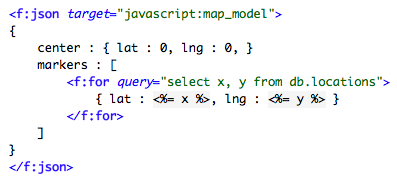 <f:json target="javascript:map_model">
{
    center : { lat : 0, lng : 0, }
    markers : [
        <f:for query="select x, y from db.locations">
            { lat : <%= x %>, lng : <%= y %> }
        </f:for>
    ]
}
</f:json>